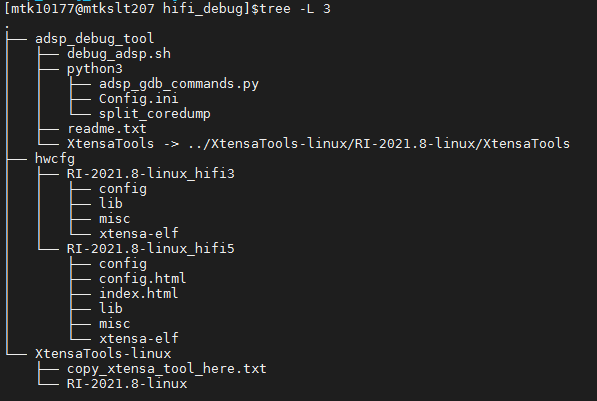 [mtk10177@mtkslt207 hifi_debug]$tree -L 3
.
├── adsp_debug_tool
│   ├── debug_adsp.sh
│   ├── python3
│   │   ├── adsp_gdb_commands.py
│   │   ├── Config.ini
│   │   └── split_coredump
│   ├── readme.txt
│   └── XtensaTools -> ../XtensaTools-linux/RI-2021.8-linux/XtensaTools
├── hwcfg
│   ├── RI-2021.8-linux_hifi3
│   │   ├── config
│   │   ├── lib
│   │   ├── misc
│   │   └── xtensa-elf
│   └── RI-2021.8-linux_hifi5
│       ├── config
│       ├── config.html
│       ├── index.html
│       ├── lib
│       ├── misc
│       └── xtensa-elf
└── XtensaTools-linux
    ├── copy_xtensa_tool_here.txt
    └── RI-2021.8-linux